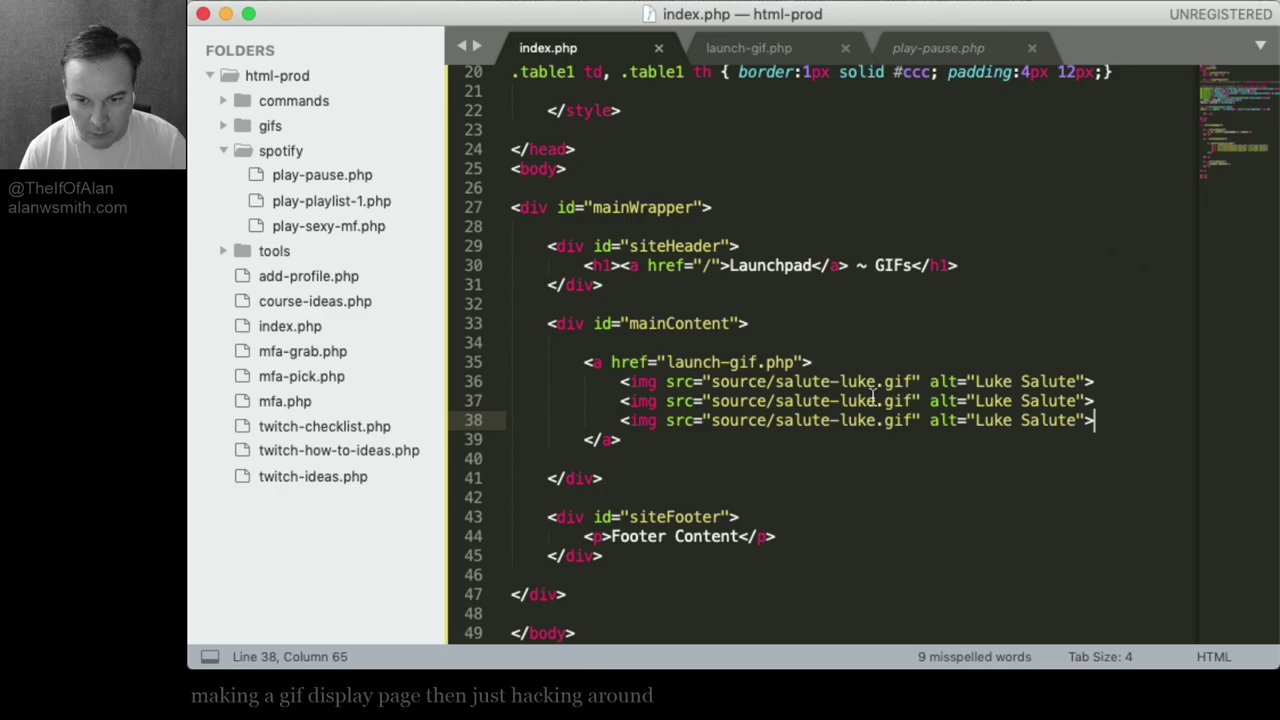 index.php — html-prod
UNREGISTERED
FOLDERS
html-prod
commands
gifs
spotify
play-pause.php
play-playlist-1.php
play-sexy-mf.php
tools
add-profile.php
course-ideas.php
index.php
mfa-grab.php
mfa-pick.php
mfa.php
twitch-checklist.php
twitch-how-to-ideas.php
twitch-ideas.php
@TheIfOfAlan
alanwsmith.com
index.php
launch-gif.php
play-pause.php
20 .table1 td, .table1 th { border:1px solid #ccc; padding:4px 12px;}
21
22 </style>
23
24 </head>
25 <body>
26
27 <div id="mainWrapper">
28
29 <div id="siteHeader">
30 <h1><a href="/">Launchpad</a> ~ GIFs</h1>
31 </div>
32
33 <div id="mainContent">
34
35 <a href="launch-gif.php">
36 <img src="source/salute-luke.gif" alt="Luke Salute">
37 <img src="source/salute-luke.gif" alt="Luke Salute">
38 <img src="source/salute-luke.gif" alt="Luke Salute">
39 </a>
40
41 </div>
42
43 <div id="siteFooter">
44 <p>Footer Content</p>
45 </div>
46
47 </div>
48
49 </body>
Line 38, Column 65
9 misspelled words
Tab Size: 4
HTML
making a gif display page then just hacking around